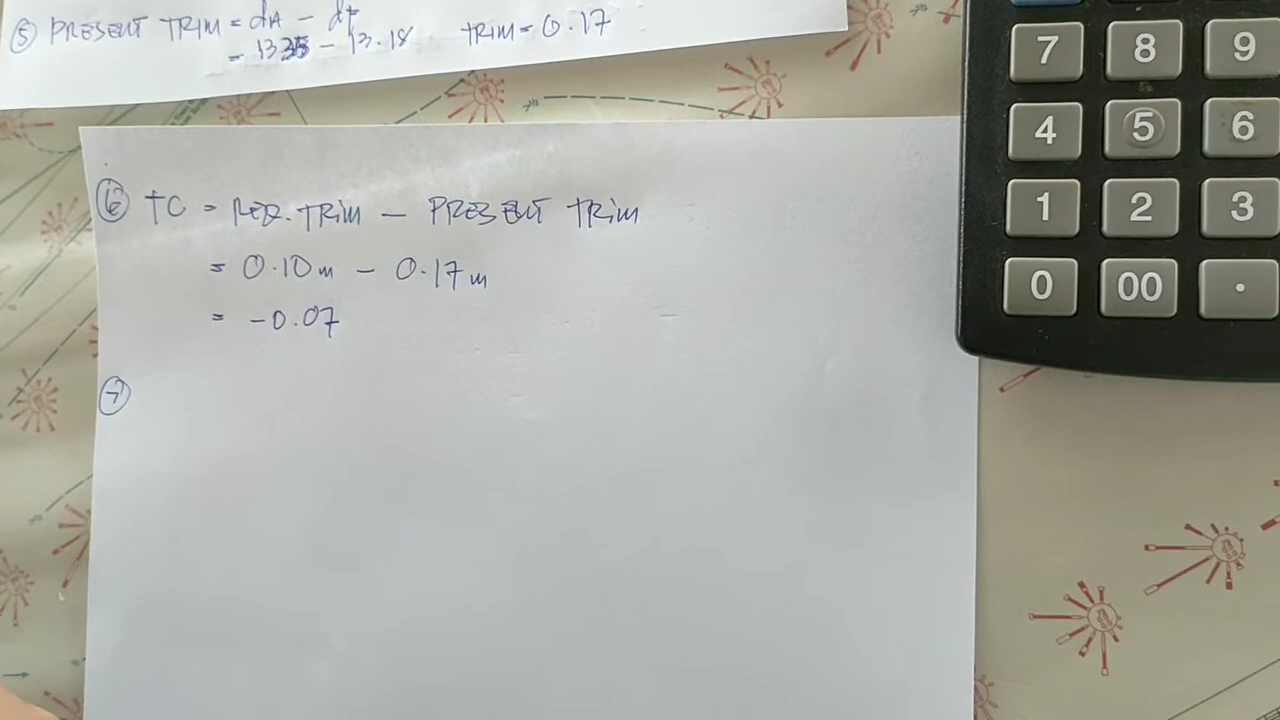 ⑤ PRESENT TRIM = dA - dF
= 13.35 - 13.18 TRIM = 0.17
⑥ TC = REQ. TRIM - PRESENT TRIM
= 0.10m - 0.17m
= -0.07
⑦
7 8 9
4 5 6
1 2 3
0 00 .